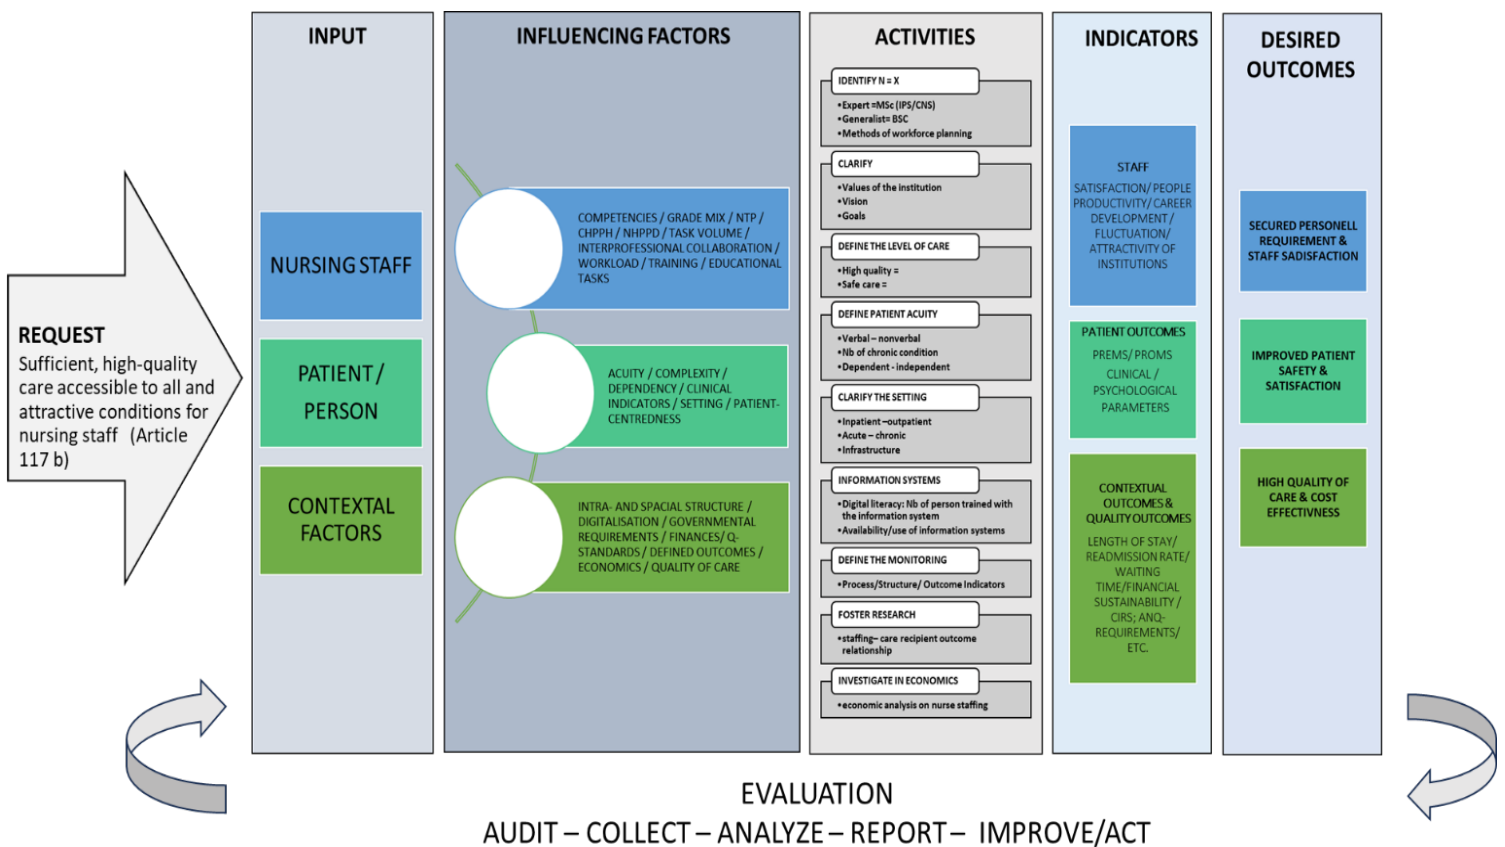 REQUEST
Sufficient, high-quality
care accessible to all and
attractive conditions for
nursing staff (Article
117 b)
INPUT
NURSING STAFF
PATIENT /
PERSON
CONTEXTAL
FACTORS
INFLUENCING FACTORS
COMPETENCIES / GRADE MIX / NTP /
CHPPH / NHPPD / TASK VOLUME /
INTERPROFESSIONAL COLLABORATION /
WORKLOAD / TRAINING / EDUCATIONAL
TASKS
ACUITY / COMPLEXITY /
DEPENDENCY / CLINICAL
INDICATORS / SETTING / PATIENT-
CENTREDNESS
INTRA- AND SPACIAL STRUCTURE /
DIGITALISATION / GOVERNMENTAL
REQUIREMENTS / FINANCES/ Q-
STANDARDS / DEFINED OUTCOMES /
ECONOMICS / QUALITY OF CARE
ACTIVITIES
IDENTIFY N = X
•Expert =MSc (IPS/CNS)
•Generalist= BSC
•Methods of workforce planning
CLARIFY
•Values of the institution
•Vision
•Goals
DEFINE THE LEVEL OF CARE
•High quality =
•Safe care =
DEFINE PATIENT ACUITY
•Verbal – nonverbal
•Nb of chronic condition
•Dependent - independent
CLARIFY THE SETTING
•Inpatient –outpatient
•Acute – chronic
•Infrastructure
INFORMATION SYSTEMS
•Digital literacy: Nb of person trained with
the information system
•Availability/use of information systems
DEFINE THE MONITORING
•Process/Structure/ Outcome Indicators
FOSTER RESEARCH
•staffing– care recipient outcome
relationship
INVESTIGATE IN ECONOMICS
•economic analysis on nurse staffing
INDICATORS
STAFF
SATISFACTION/ PEOPLE
PRODUCTIVITY/ CAREER
DEVELOPMENT /
FLUCTUATION/
ATTRACTIVITY OF
INSTITUTIONS
PATIENT OUTCOMES
PREMS/ PROMS
CLINICAL /
PSYCHOLOGICAL
PARAMETERS
CONTEXTUAL
OUTCOMES &
QUALITY OUTCOMES
LENGTH OF STAY/
READMISSION RATE/
WAITING
TIME/FINANCIAL
SUSTAINABILITY /
CIRS; ANQ-
REQUIREMENTS/
ETC.
DESIRED
OUTCOMES
SECURED PERSONELL
REQUIREMENT &
STAFF SADISFACTION
IMPROVED PATIENT
SAFETY &
SATISFACTION
HIGH QUALITY OF
CARE & COST
EFFECTIVNESS
EVALUATION
AUDIT – COLLECT – ANALYZE – REPORT – IMPROVE/ACT